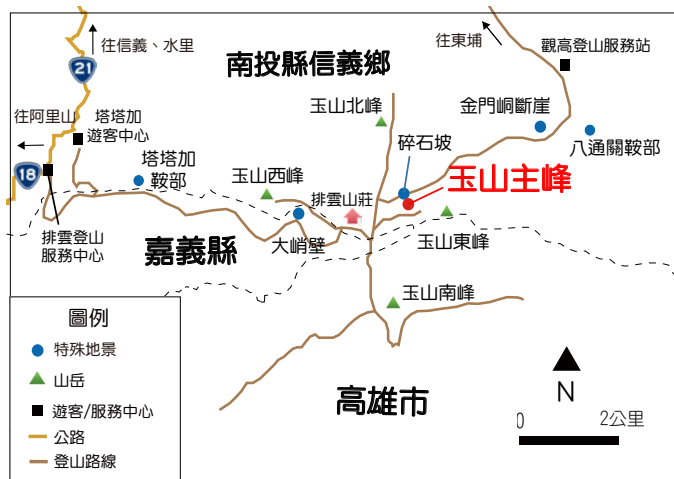 往信義、水里
21
南投縣信義鄉
往東埔
觀高登山服務站
往阿里山
塔塔加
遊客中心
玉山北峰
金門峒斷崖
碎石坡
八通關鞍部
塔塔加
鞍部
玉山西峰
玉山主峰
18
排雲山莊
排雲登山
服務中心
嘉義縣
大峭壁
玉山東峰
玉山南峰
圖例
特殊地景
山岳
遊客/服務中心
公路
登山路線
高雄市
N
0
2公里